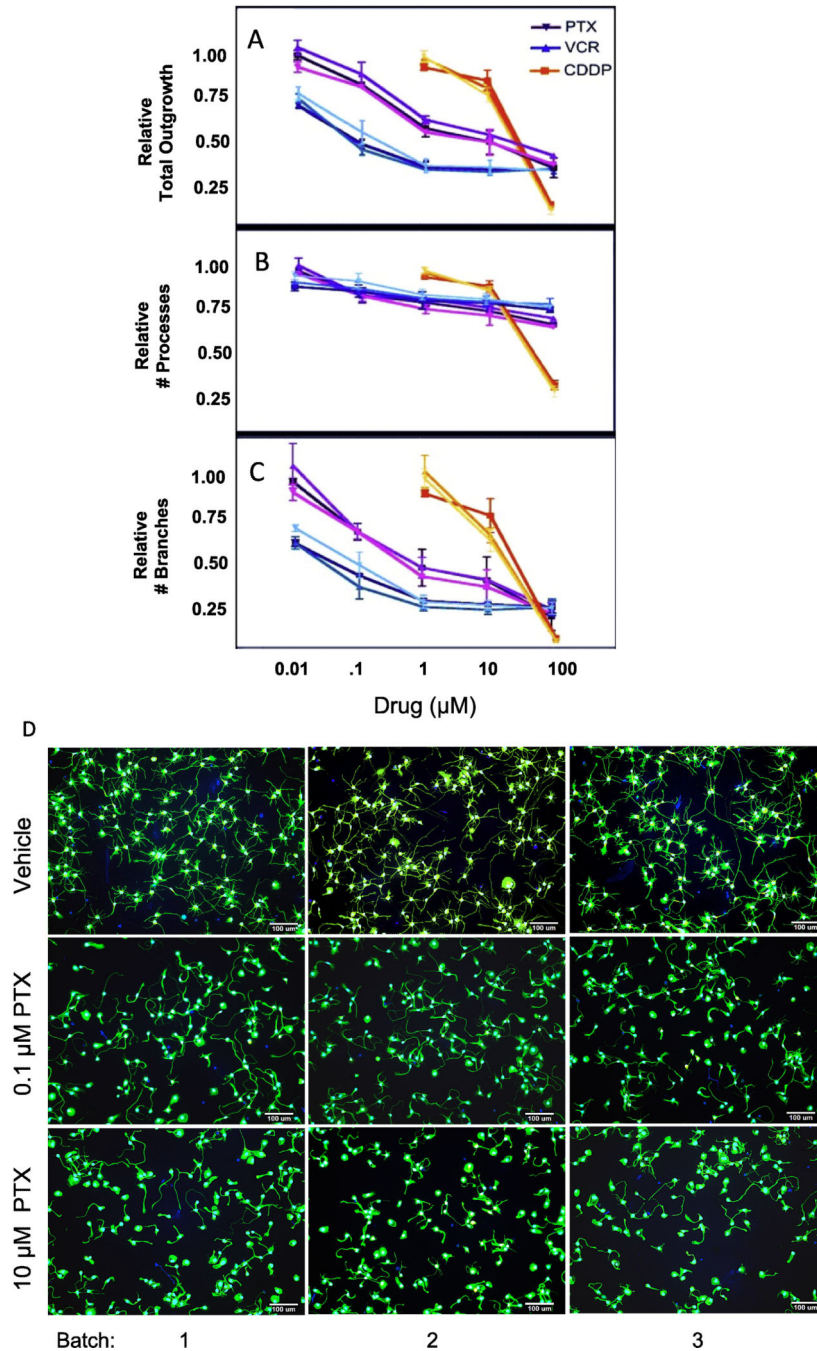 A
PTX
VCR
CDDP
1.00
0.75
0.50
0.25
Relative
Total Outgrowth
B
1.00
0.75
0.50
0.25
Relative
# Processes
C
1.00
0.75
0.50
0.25
Relative
# Branches
0.01 .1 1 10 100
Drug (µM)
D
Vehicle
100 um
100 um
100 um
0.1 µM PTX
100 um
100 um
100 um
10 µM PTX
100 um
100 um
100 um
Batch: 1 2 3